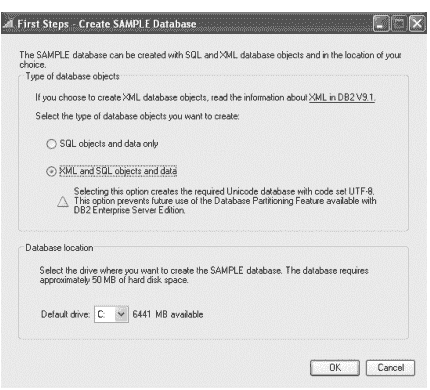 First Steps - Create SAMPLE Database
The SAMPLE database can be created with SQL and XML database objects and in the location of your
choice.
Type of database objects
If you choose to create XML database objects, read the information about XML in DB2 V9.1.
Select the type of database objects you want to create:
SQL objects and data only
XML and SQL objects and data
Selecting this option creates the required Unicode database with code set UTF-8.
This option prevents future use of the Database Partitioning Feature available with
DB2 Enterprise Server Edition.
Database location
Select the drive where you want to create the SAMPLE database. The database requires
approximately 50 MB of hard disk space.
Default drive: C: 6441 MB available
OK Cancel